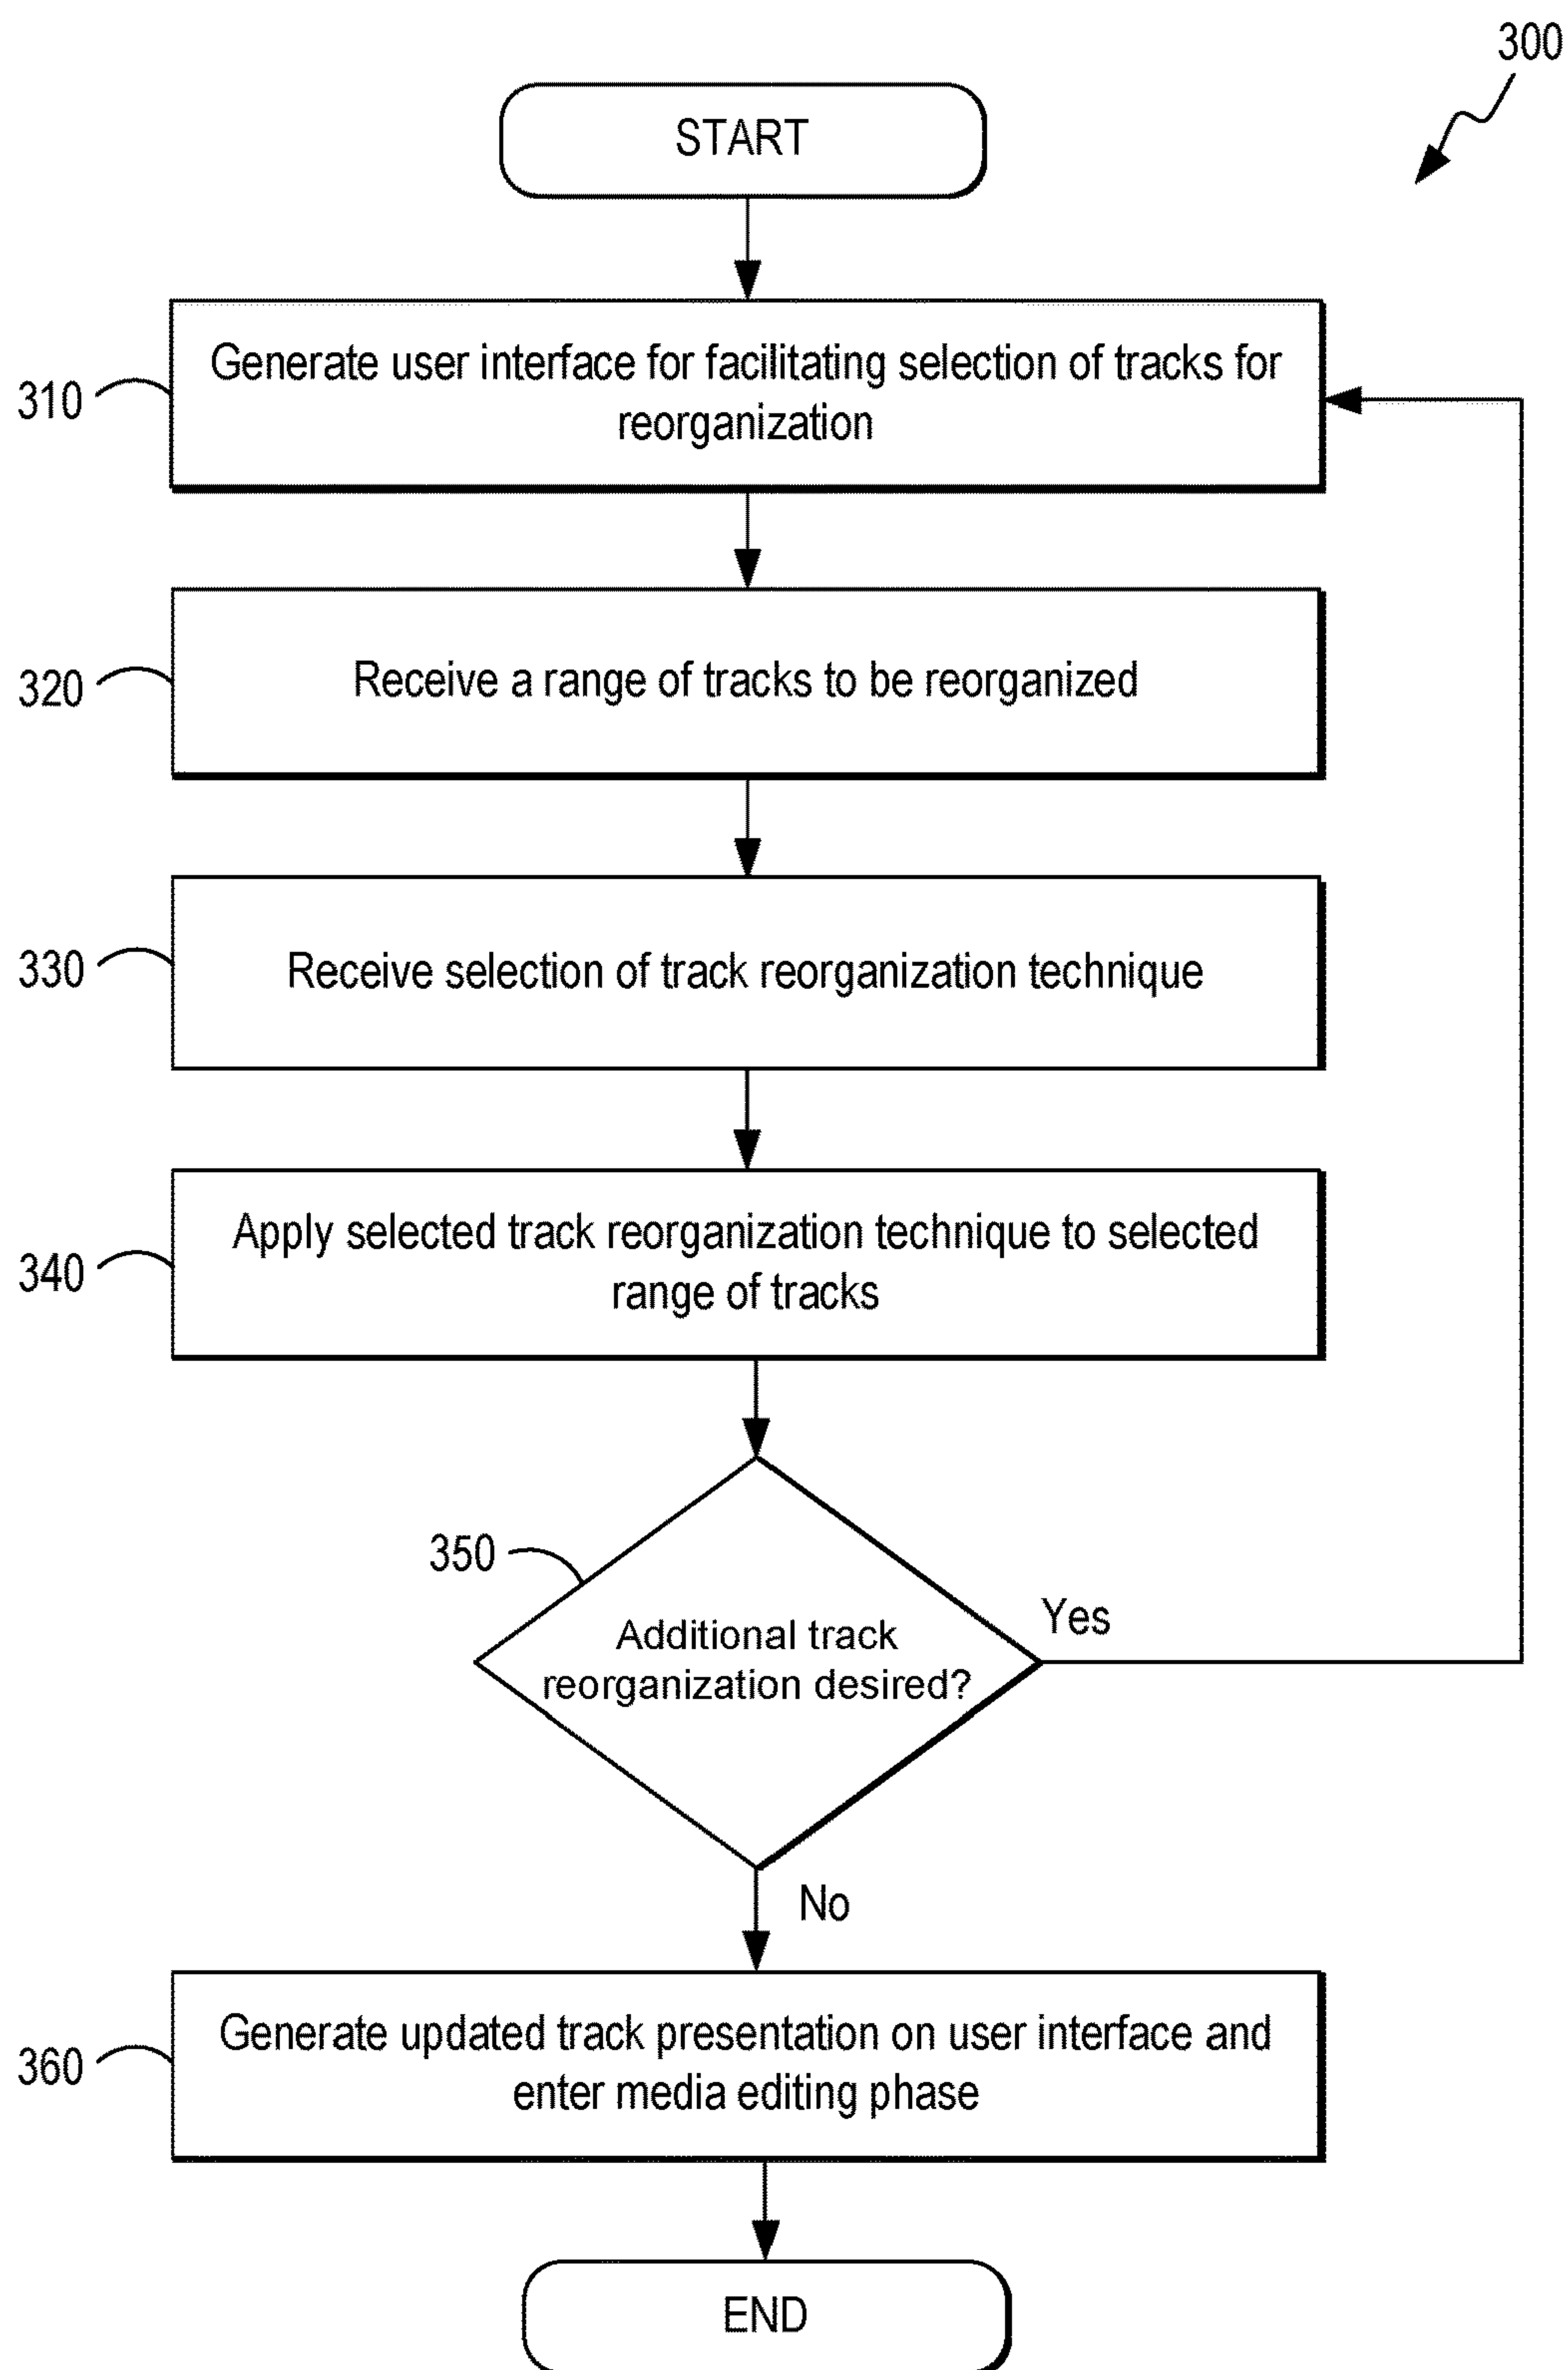 300
START
310
Generate user interface for facilitating selection of tracks for
reorganization
320
Receive a range of tracks to be reorganized
330
Receive selection of track reorganization technique
340
Apply selected track reorganization technique to selected
range of tracks
350
Additional track
reorganization desired?
Yes
No
360
Generate updated track presentation on user interface and
enter media editing phase
END